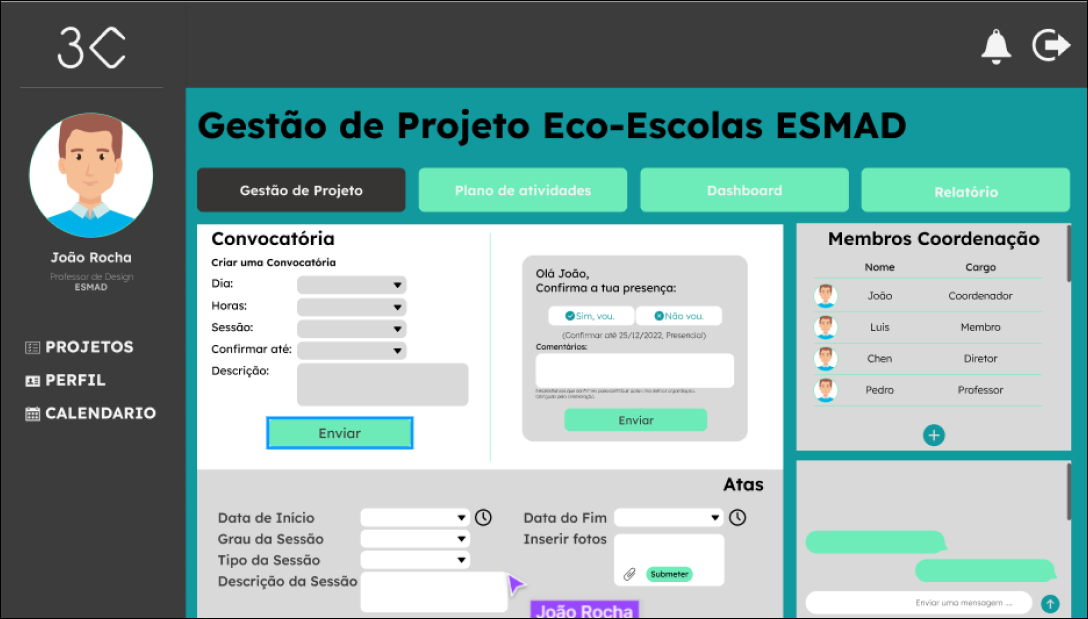 3C
João Rocha
Professor de Design
ESMAD
PROJETOS
PERFIL
CALENDARIO
Gestão de Projeto Eco-Escolas ESMAD
Gestão de Projeto
Plano de atividades
Dashboard
Relatório
Convocatória
Criar uma Convocatória
Dia:
Horas:
Sessão:
Confirmar até:
Descrição:
Enviar
Olá João,
Confirma a tua presença:
Sim, vou.
Não vou.
(Confirmar até 25/12/2022, Presencial)
Comentários:
Enviar
Membros Coordenação
Nome Cargo
João Coordenador
Luis Membro
Chen Diretor
Pedro Professor
Atas
Data de Início
Grau da Sessão
Tipo da Sessão
Descrição da Sessão
Data do Fim
Inserir fotos
Submeter
João Rocha
Enviar uma mensagem ...